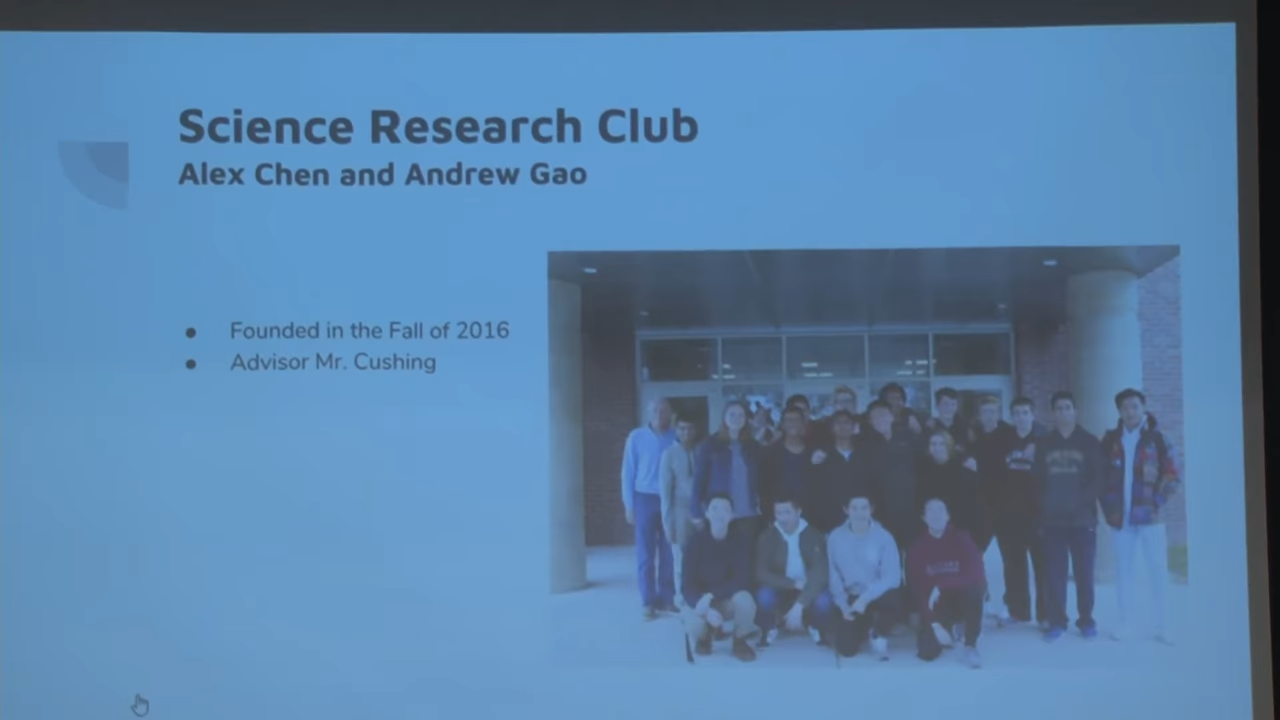 Science Research Club
Alex Chen and Andrew Gao
● Founded in the Fall of 2016
● Advisor Mr. Cushing